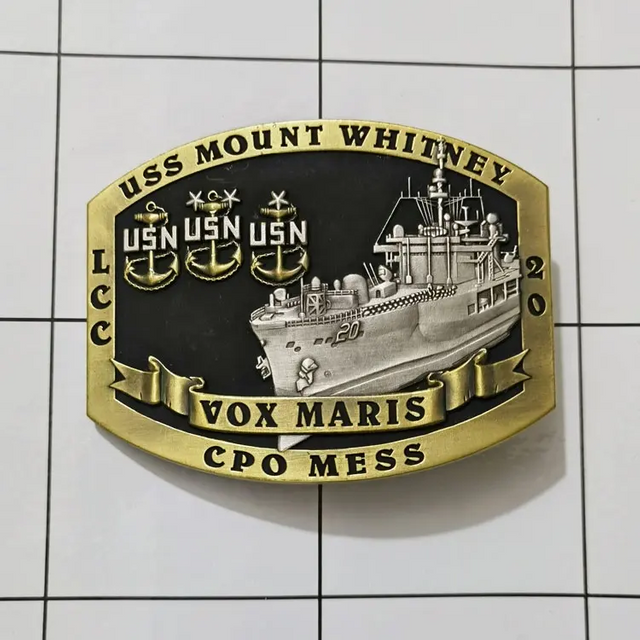 USS MOUNT WHITNEY
USN USN USN
LCC
20
20
VOX MARIS
CPO MESS